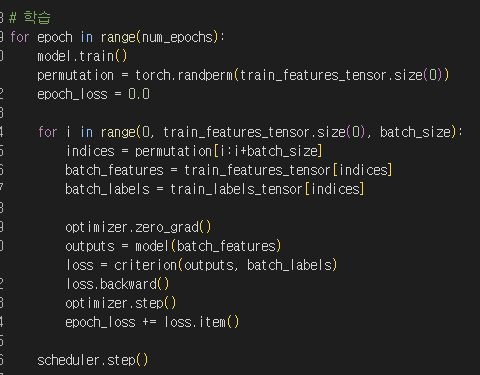 # 학습
for epoch in range(num_epochs):
    model.train()
    permutation = torch.randperm(train_features_tensor.size(0))
    epoch_loss = 0.0
    for i in range(0, train_features_tensor.size(0), batch_size):
        indices = permutation[i:i+batch_size]
        batch_features = train_features_tensor[indices]
        batch_labels = train_labels_tensor[indices]
        optimizer.zero_grad()
        outputs = model(batch_features)
        loss = criterion(outputs, batch_labels)
        loss.backward()
        optimizer.step()
        epoch_loss += loss.item()
    scheduler.step()